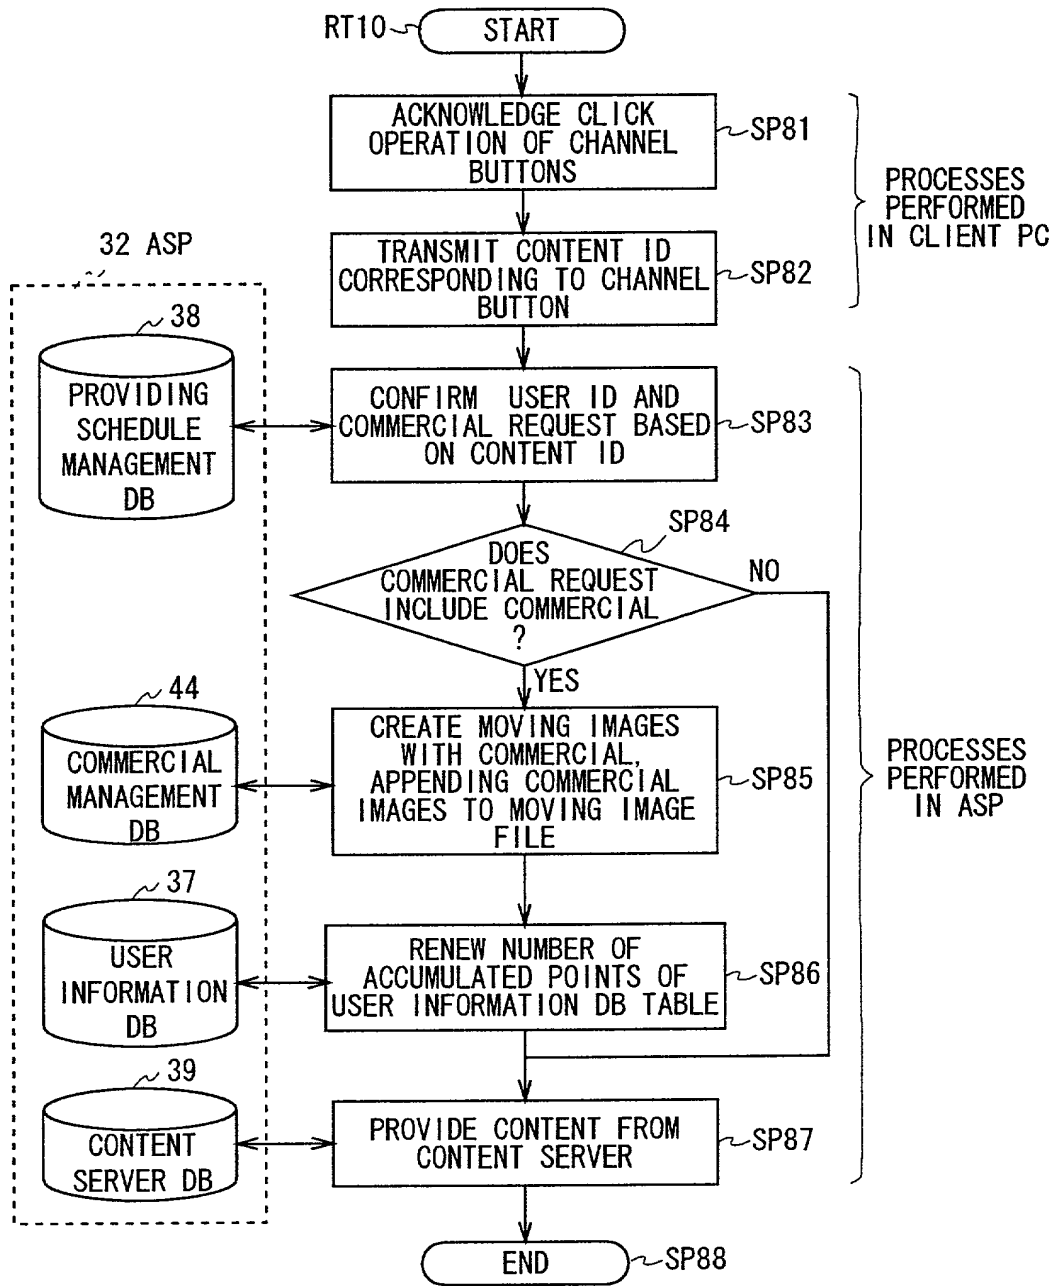 RT10
START
ACKNOWLEDGE CLICK
OPERATION OF CHANNEL
BUTTONS
SP81
PROCESSES
PERFORMED
IN CLIENT PC
TRANSMIT CONTENT ID
CORRESPONDING TO CHANNEL
BUTTON
SP82
32 ASP
38
PROVIDING
SCHEDULE
MANAGEMENT
DB
CONFIRM USER ID AND
COMMERCIAL REQUEST BASED
ON CONTENT ID
SP83
SP84
DOES
COMMERCIAL REQUEST
INCLUDE COMMERCIAL
?
NO
YES
44
COMMERCIAL
MANAGEMENT
DB
CREATE MOVING IMAGES
WITH COMMERCIAL,
APPENDING COMMERCIAL
IMAGES TO MOVING IMAGE
FILE
SP85
PROCESSES
PERFORMED
IN ASP
37
USER
INFORMATION
DB
RENEW NUMBER OF
ACCUMULATED POINTS OF
USER INFORMATION DB TABLE
SP86
39
CONTENT
SERVER DB
PROVIDE CONTENT FROM
CONTENT SERVER
SP87
END
SP88